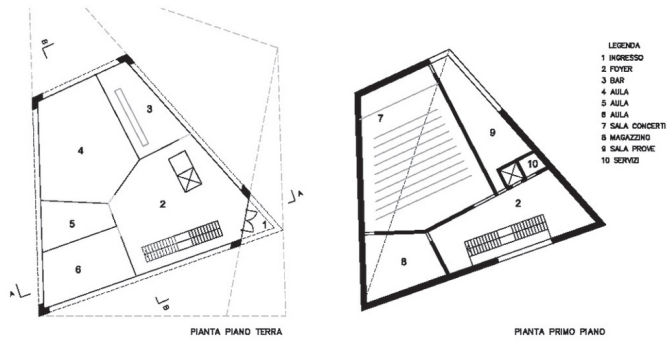 B
3
4
2
1
5
6
A
A
B
PIANTA PIANO TERRA
7
9
10
2
8
PIANTA PRIMO PIANO
LEGENDA
1 INGRESSO
2 FOYER
3 BAR
4 AULA
5 AULA
6 AULA
7 SALA CONCERTI
8 MAGAZZINO
9 SALA PROVE
10 SERVIZI